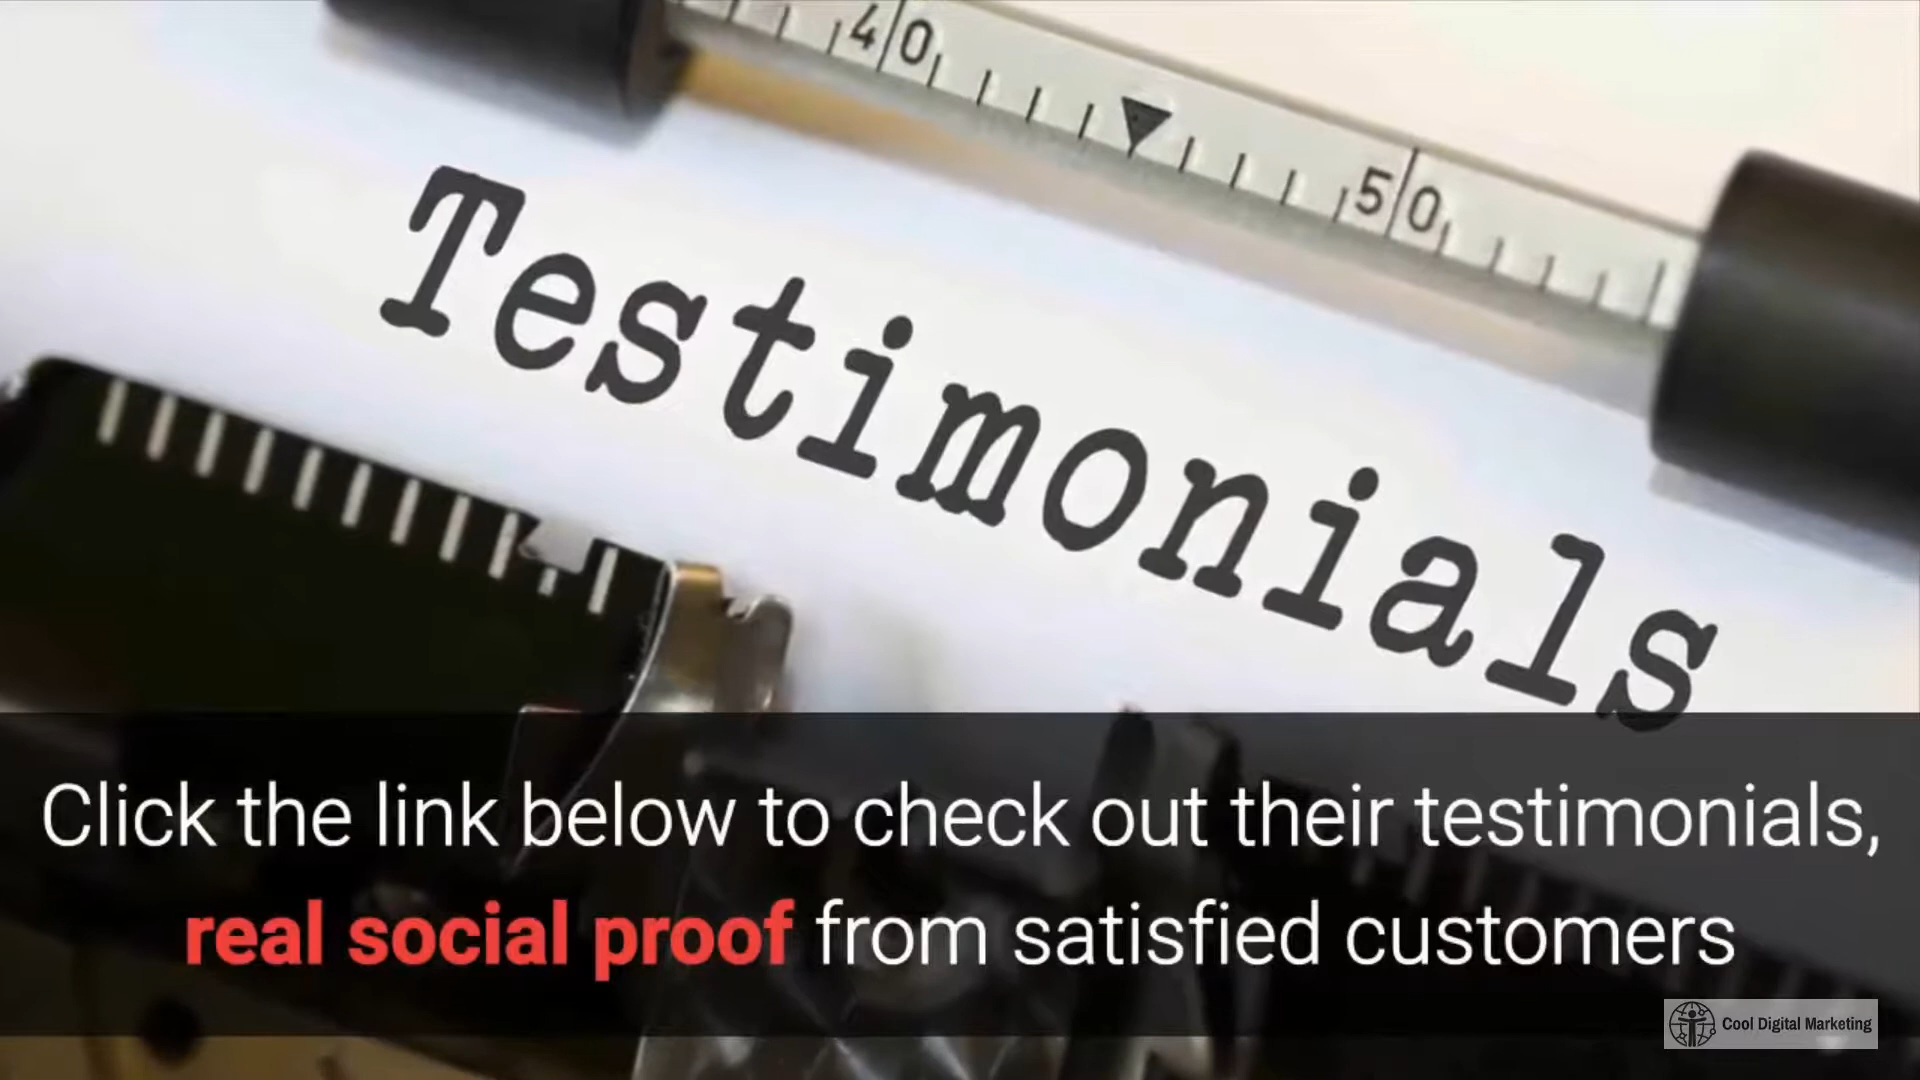 40
50
Testimonials
Click the link below to check out their testimonials,
real social proof from satisfied customers
Cool Digital Marketing